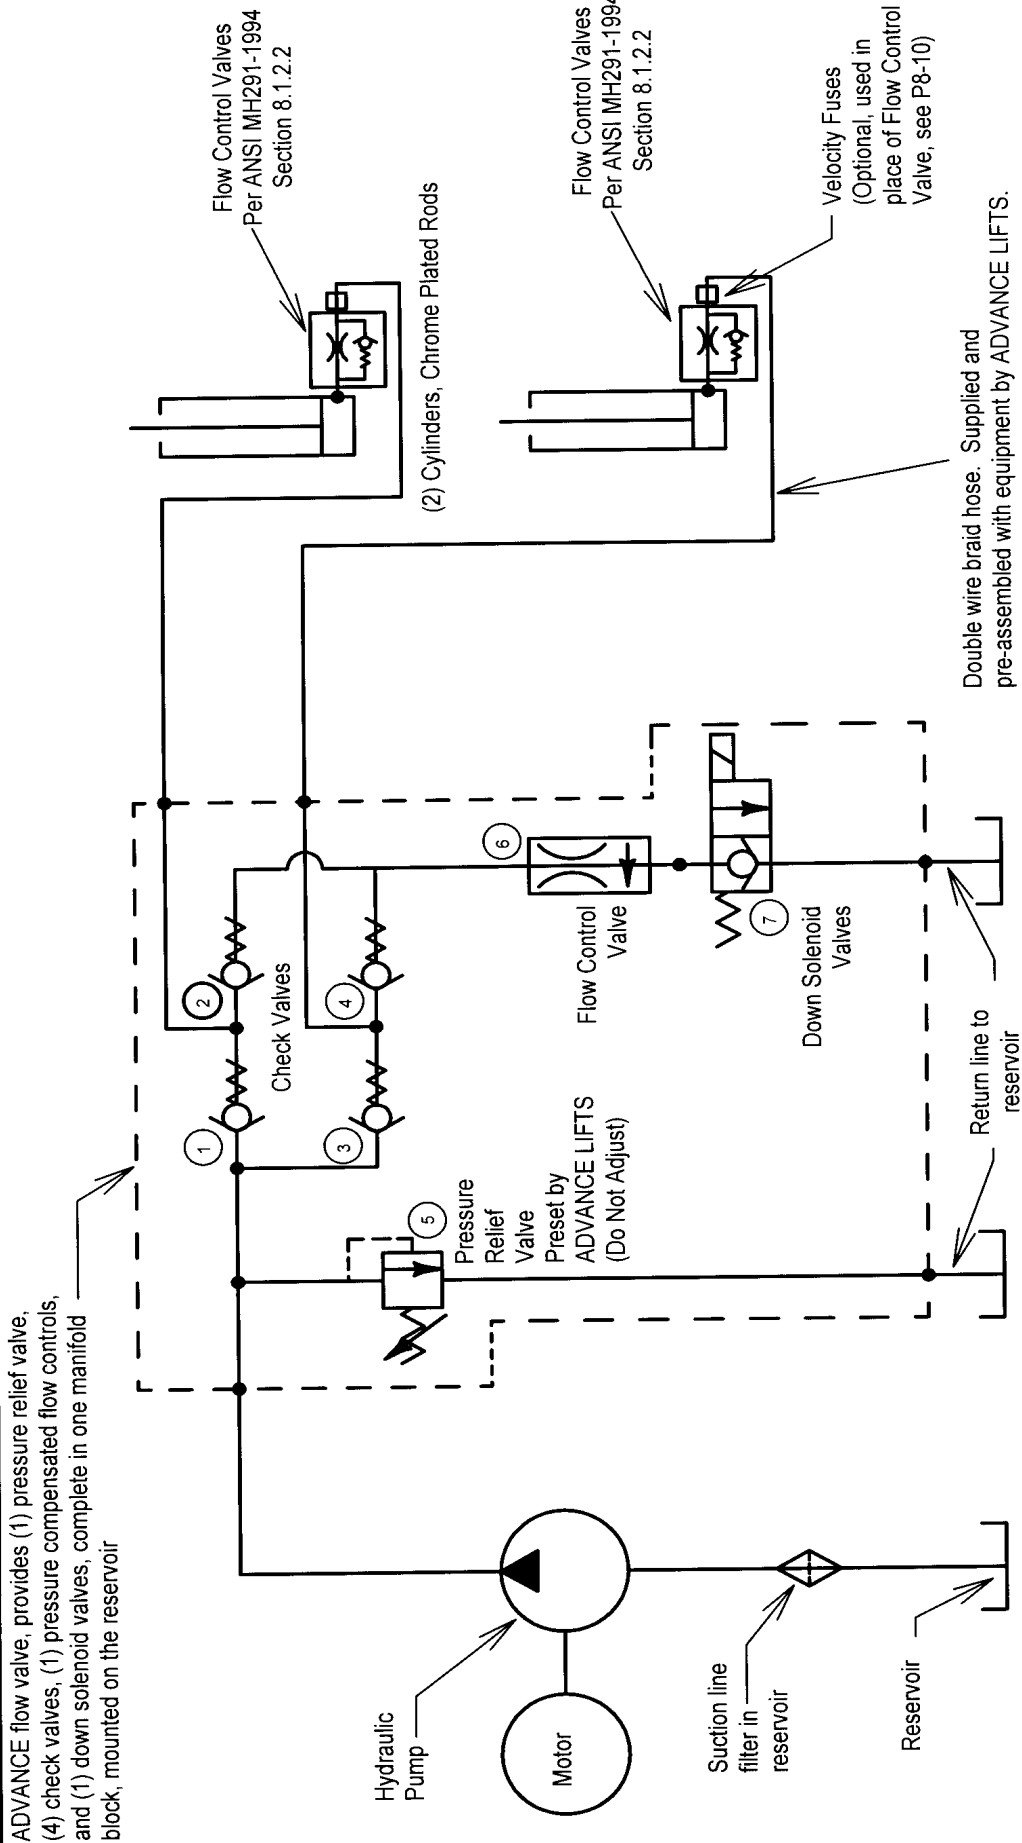 ADVANCE flow valve, provides (1) pressure relief valve,
(4) check valves, (1) pressure compensated flow controls,
and (1) down solenoid valves, complete in one manifold
block, mounted on the reservoir
Flow Control Valves
Per ANSI MH291-1994
Section 8.1.2.2
(2) Cylinders, Chrome Plated Rods
Flow Control Valves
Per ANSI MH291-1994
Section 8.1.2.2
Velocity Fuses
(Optional, used in
place of Flow Control
Valve, see P8-10)
Double wire braid hose. Supplied and
pre-assembled with equipment by ADVANCE LIFTS.
1
2
Check Valves
3
4
5
Pressure
Relief
Valve
Preset by
ADVANCE LIFTS
(Do Not Adjust)
6
Flow Control
Valve
7
Down Solenoid
Valves
Return line to
reservoir
Hydraulic
Pump
Motor
Suction line
filter in
reservoir
Reservoir